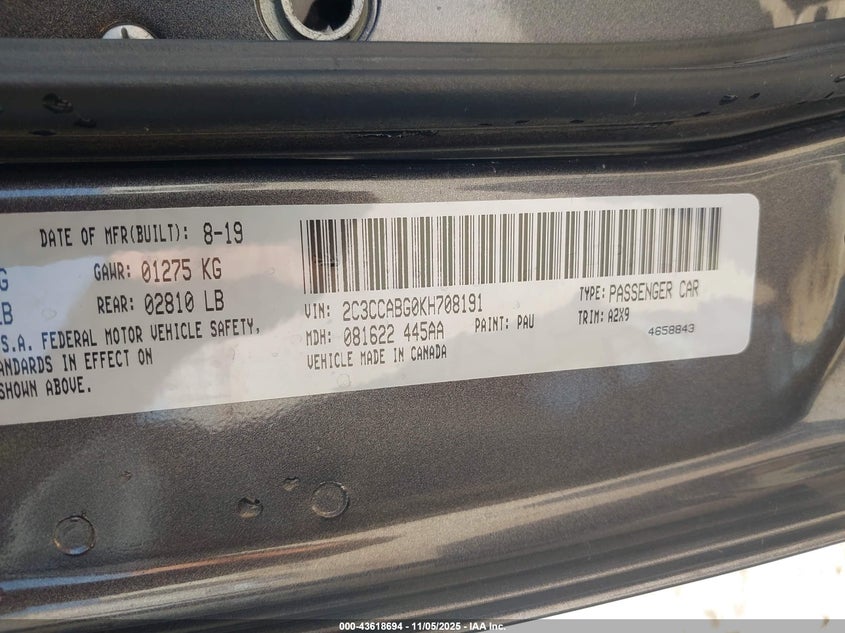 DATE OF MFR(BUILT): 8-19
G GAWR: 01275 KG
LB REAR: 02810 LB
S.A. FEDERAL MOTOR VEHICLE SAFETY,
ANDARDS IN EFFECT ON
SHOWN ABOVE.
VIN: 2C3CCABG0KH708191 TYPE: PASSENGER CAR
MDH: 081622 445AA PAINT: PAU TRIM: A2X9
VEHICLE MADE IN CANADA 4658843
000-43618694 - 11/05/2025 - IAA Inc.